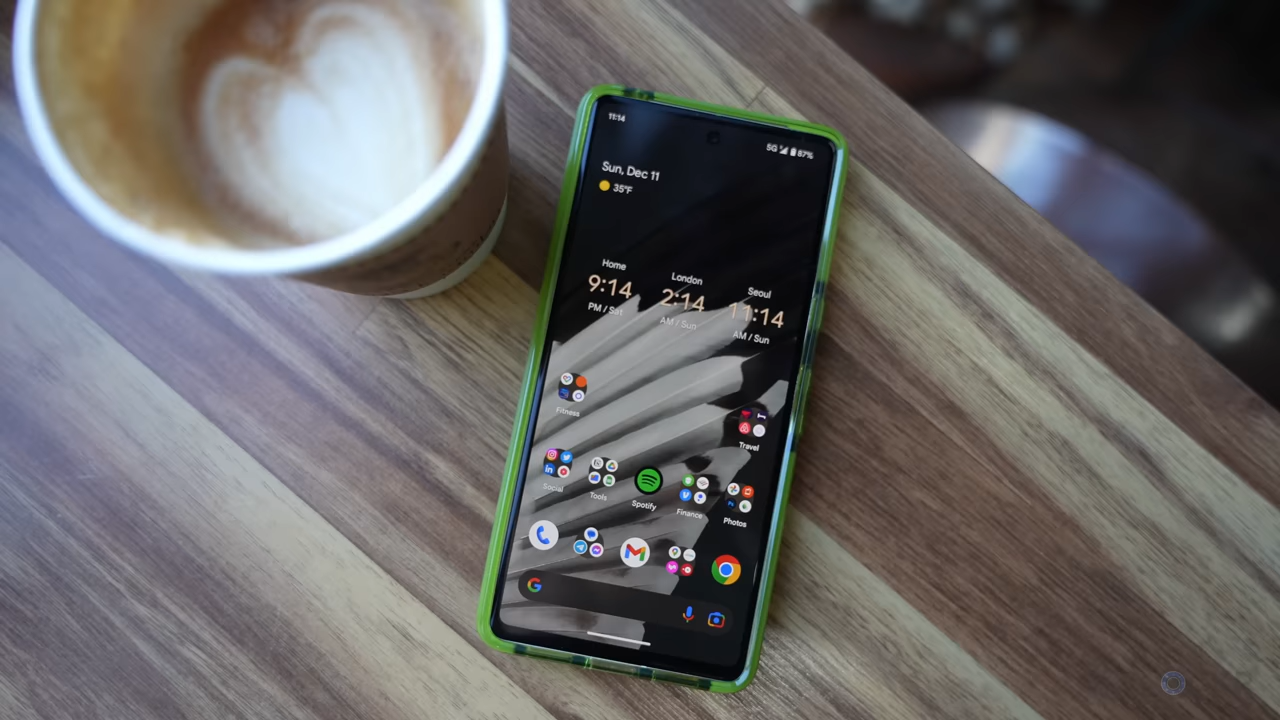 11:14
5G 87%
Sun, Dec 11
35°F
Home London Seoul
9:14 2:14 11:14
PM / Sat AM / Sun AM / Sun
Fitness
Travel
Social Tools Spotify Finance Photos